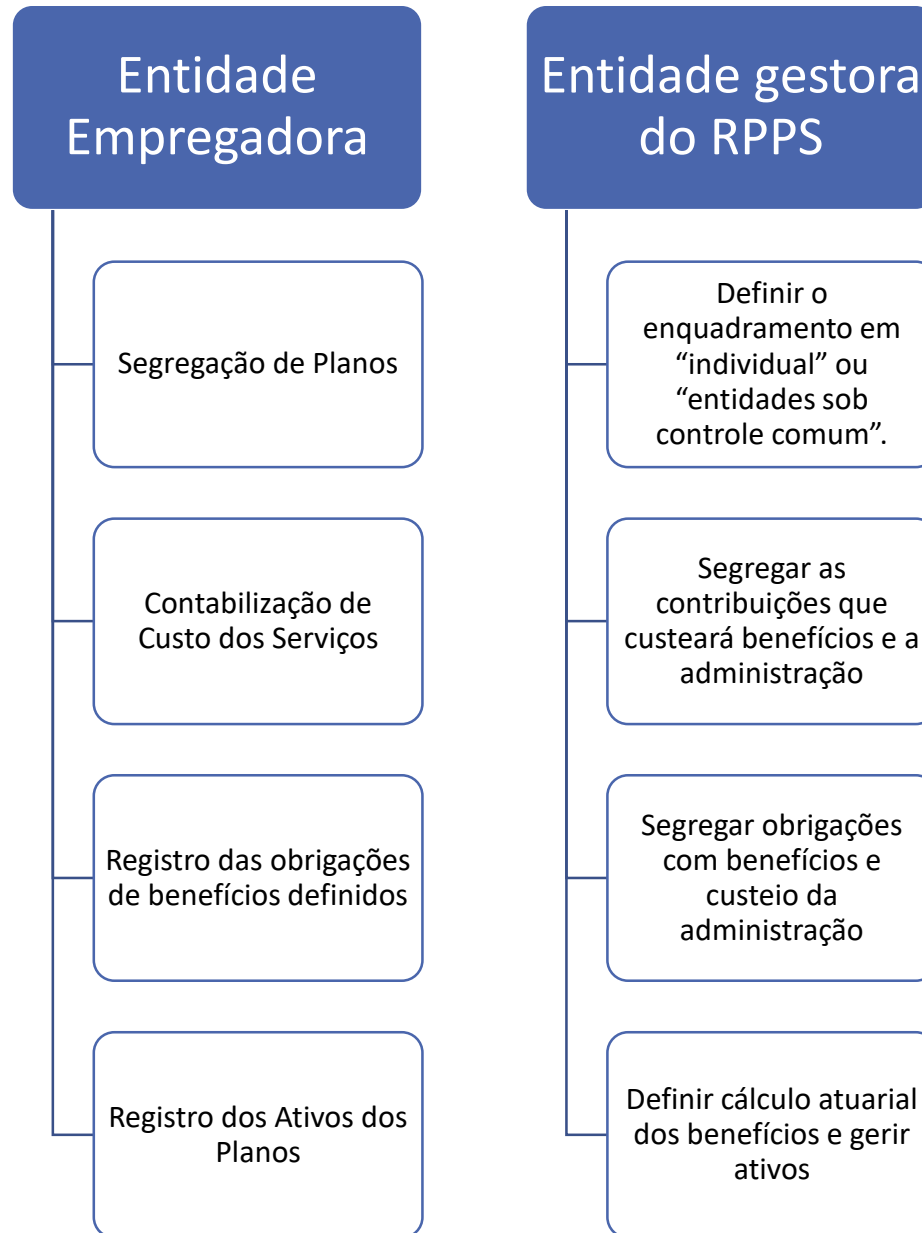 Entidade
Empregadora
Segregação de Planos
Contabilização de
Custo dos Serviços
Registro das obrigações
de benefícios definidos
Registro dos Ativos dos
Planos
Entidade gestora
do RPPS
Definir o
enquadramento em
“individual” ou
“entidades sob
controle comum”.
Segregar as
contribuições que
custeará benefícios e a
administração
Segregar obrigações
com benefícios e
custeio da
administração
Definir cálculo atuarial
dos benefícios e gerir
ativos